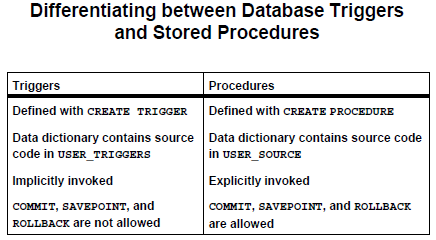 Differentiating between Database Triggers
and Stored Procedures
Triggers
Procedures
Defined with CREATE TRIGGER
Defined with CREATE PROCEDURE
Data dictionary contains source
code in USER_TRIGGERS
Data dictionary contains source code
in USER_SOURCE
Implicitly invoked
Explicitly invoked
COMMIT, SAVEPOINT, and
ROLLBACK are not allowed
COMMIT, SAVEPOINT, and ROLLBACK
are allowed